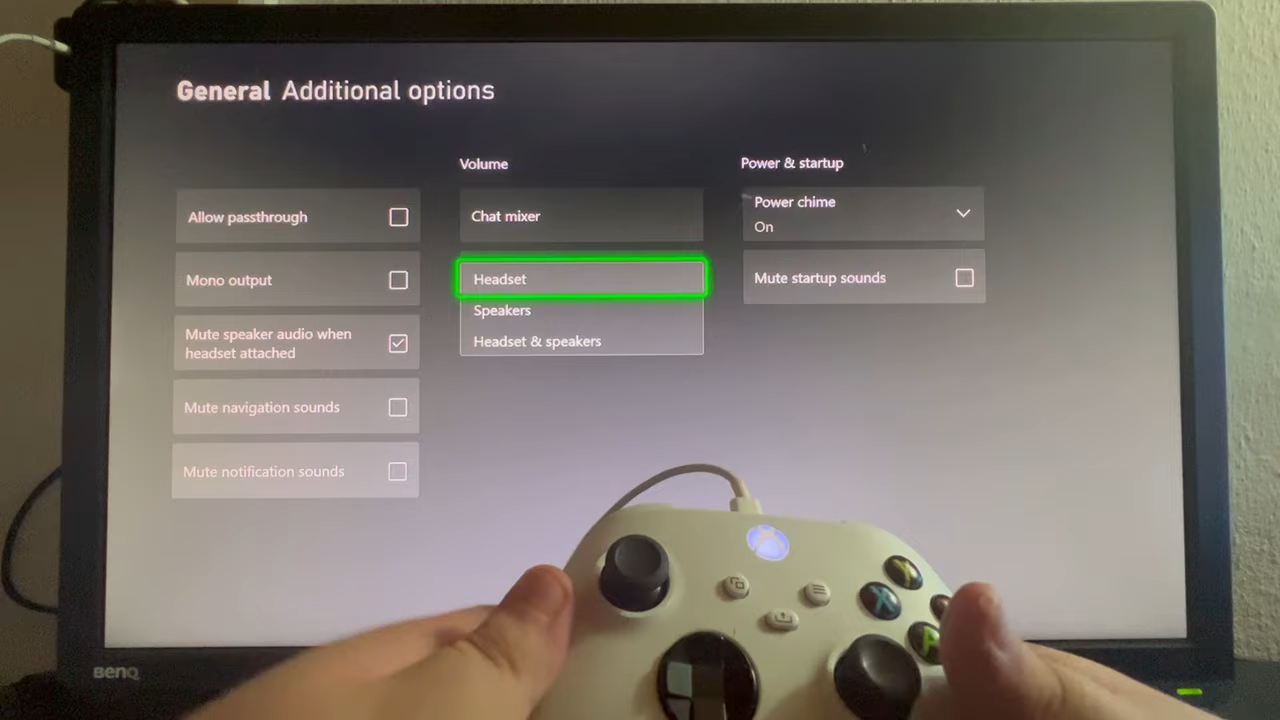 General Additional options
Allow passthrough
Mono output
Mute speaker audio when
headset attached
Mute navigation sounds
Mute notification sounds
Volume
Chat mixer
Headset
Speakers
Headset & speakers
Power & startup
Power chime
On
Mute startup sounds
BenQ
Y
X
A